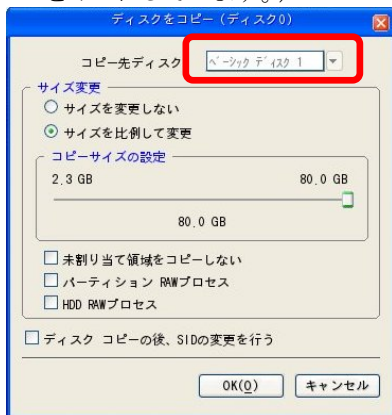 ディスクをコピー (ディスク0)
コピー先ディスク ベーシック ディスク 1
サイズ変更
サイズを変更しない
サイズを比例して変更
コピーサイズの設定
2.3 GB 80.0 GB
80.0 GB
未割り当て領域をコピーしない
パーティション RAWプロセス
HDD RAWプロセス
ディスク コピーの後、SIDの変更を行う
OK(O) キャンセル